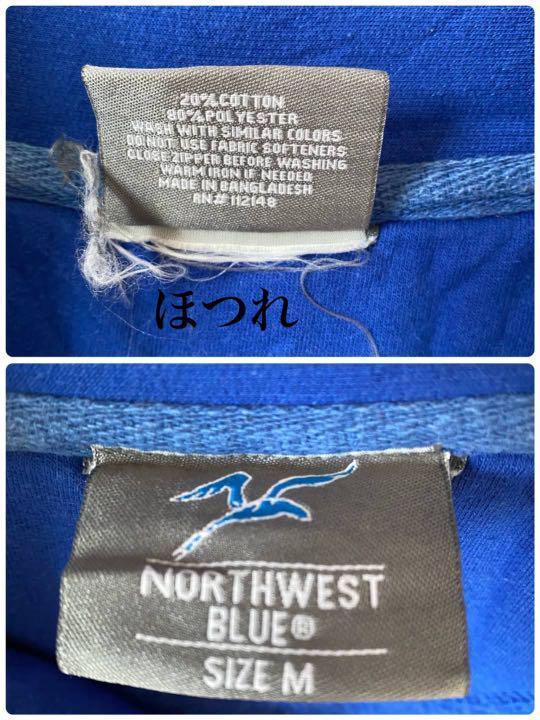 20% COTTON
80% POLYESTER
WASH WITH SIMILAR COLORS
DO NOT USE FABRIC SOFTENERS
CLOSE ZIPPER BEFORE WASHING
WARM IRON IF NEEDED
MADE IN BANGLADESH
RN# 112148
ほつれ
NORTHWEST
BLUE®
SIZE M